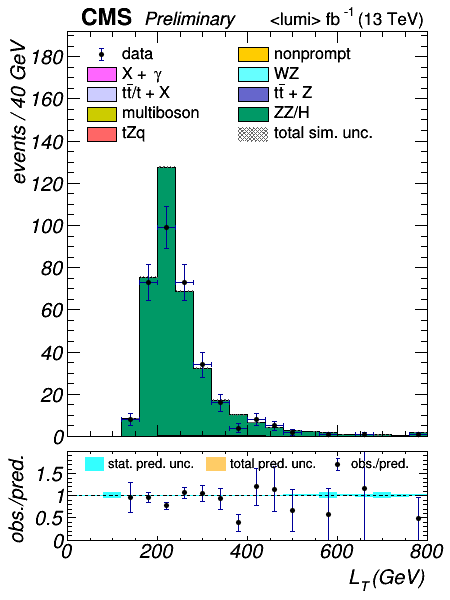 CMS Preliminary <lumi> fb⁻¹ (13 TeV)
events / 40 GeV
180
160
140
120
100
80
60
40
20
0
data
nonprompt
X + γ
WZ
tt̄/t + X
tt̄ + Z
multiboson
ZZ/H
tZq
total sim. unc.
obs./pred.
1.5
1
0.5
0
stat. pred. unc.
total pred. unc.
obs./pred.
0 200 400 600 800
L_T(GeV)